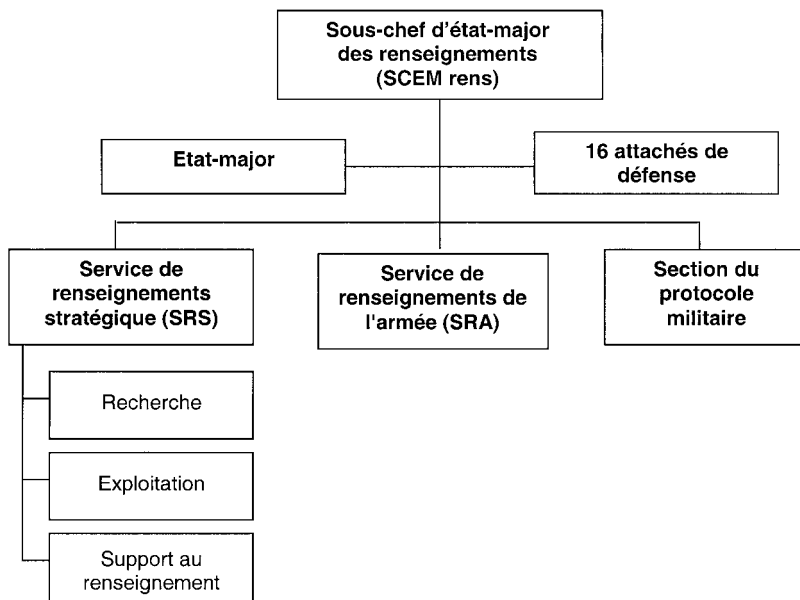 Sous-chef d'état-major
des renseignements
(SCEM rens)
Etat-major
16 attachés de
défense
Service de
renseignements
stratégique (SRS)
Service de
renseignements de
l'armée (SRA)
Section du
protocole
militaire
Recherche
Exploitation
Support au
renseignement